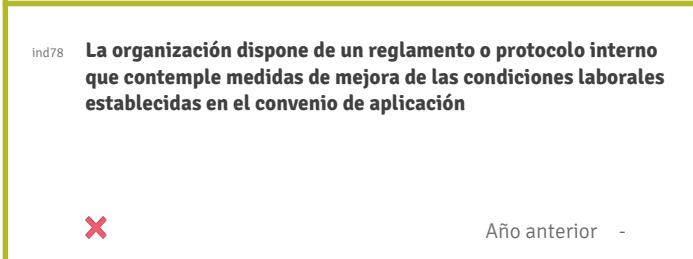 ind78 La organización dispone de un reglamento o protocolo interno
que contemple medidas de mejora de las condiciones laborales
establecidas en el convenio de aplicación
Año anterior -